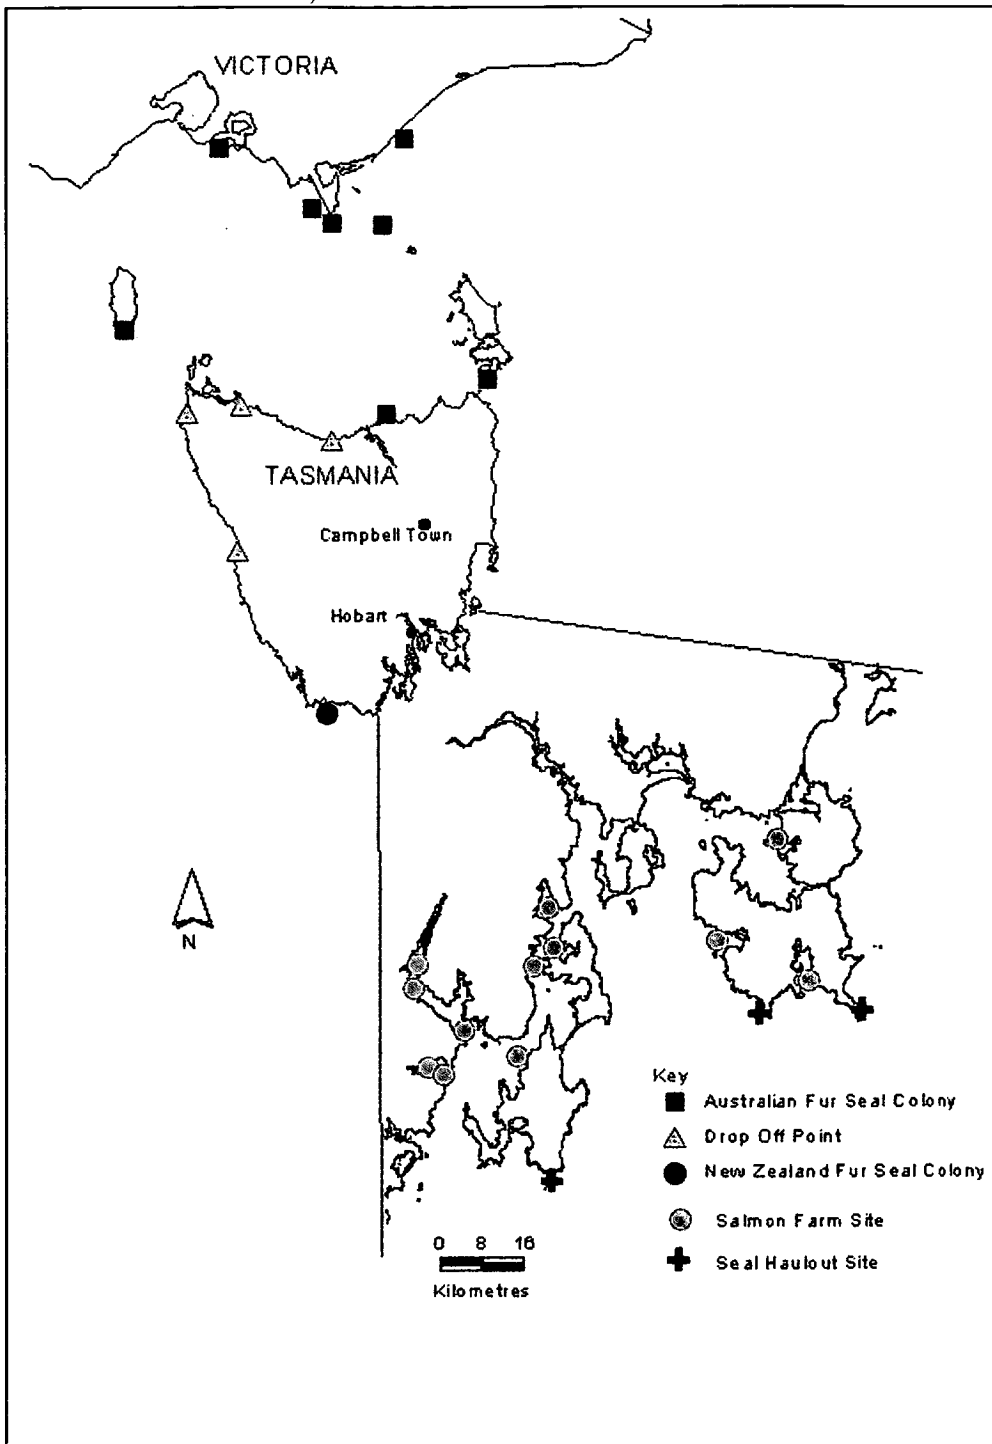 VICTORIA
TASMANIA
Campbell Town
Hobart
N
Key
Australian Fur Seal Colony
Drop Off Point
New Zealand Fur Seal Colony
Salmon Farm Site
Seal Haulout Site
0 8 16
Kilometres